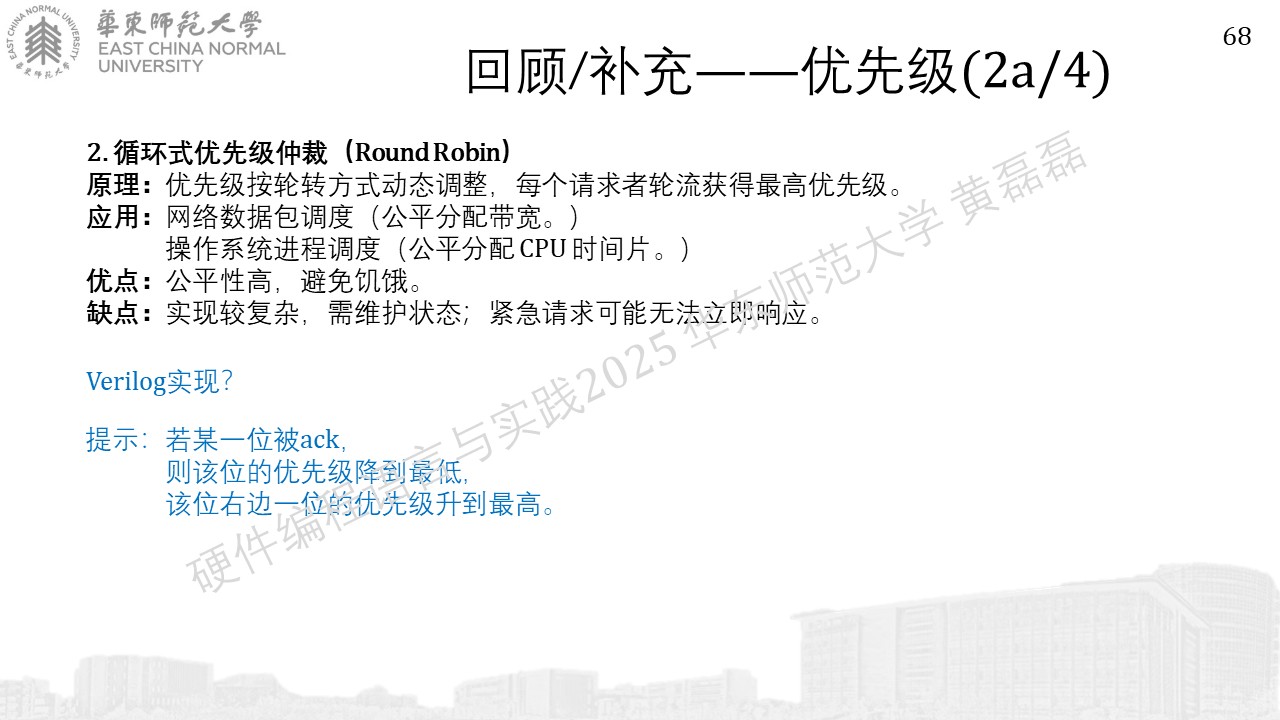 華東師範大學
EAST CHINA NORMAL
UNIVERSITY
EAST CHINA NORMAL UNIVERSITY
華東師範大學
68
回顾/补充——优先级(2a/4)
2. 循环式优先级仲裁（Round Robin）
原理：优先级按轮转方式动态调整，每个请求者轮流获得最高优先级。
应用：网络数据包调度（公平分配带宽。）
操作系统进程调度（公平分配 CPU 时间片。）
优点：公平性高，避免饥饿。
缺点：实现较复杂，需维护状态；紧急请求可能无法立即响应。
Verilog实现？
提示：若某一位被ack，
则该位的优先级降到最低，
该位右边一位的优先级升到最高。
硬件编程语言与实践2025 华东师范大学 黄磊磊